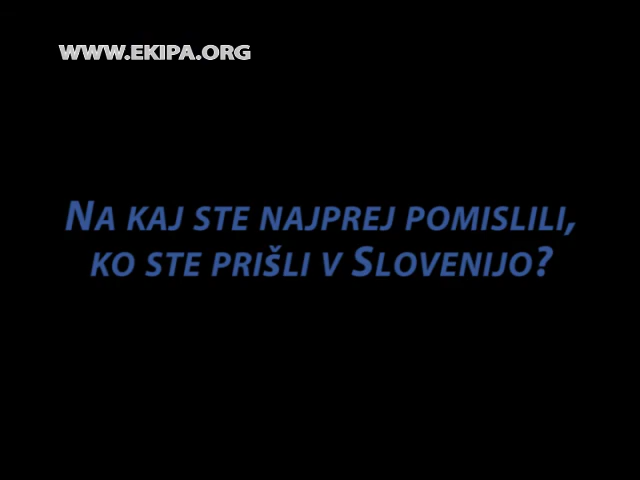 WWW.EKIPA.ORG
NA KAJ STE NAJPREJ POMISLILI,
KO STE PRIŠLI V SLOVENIJO?